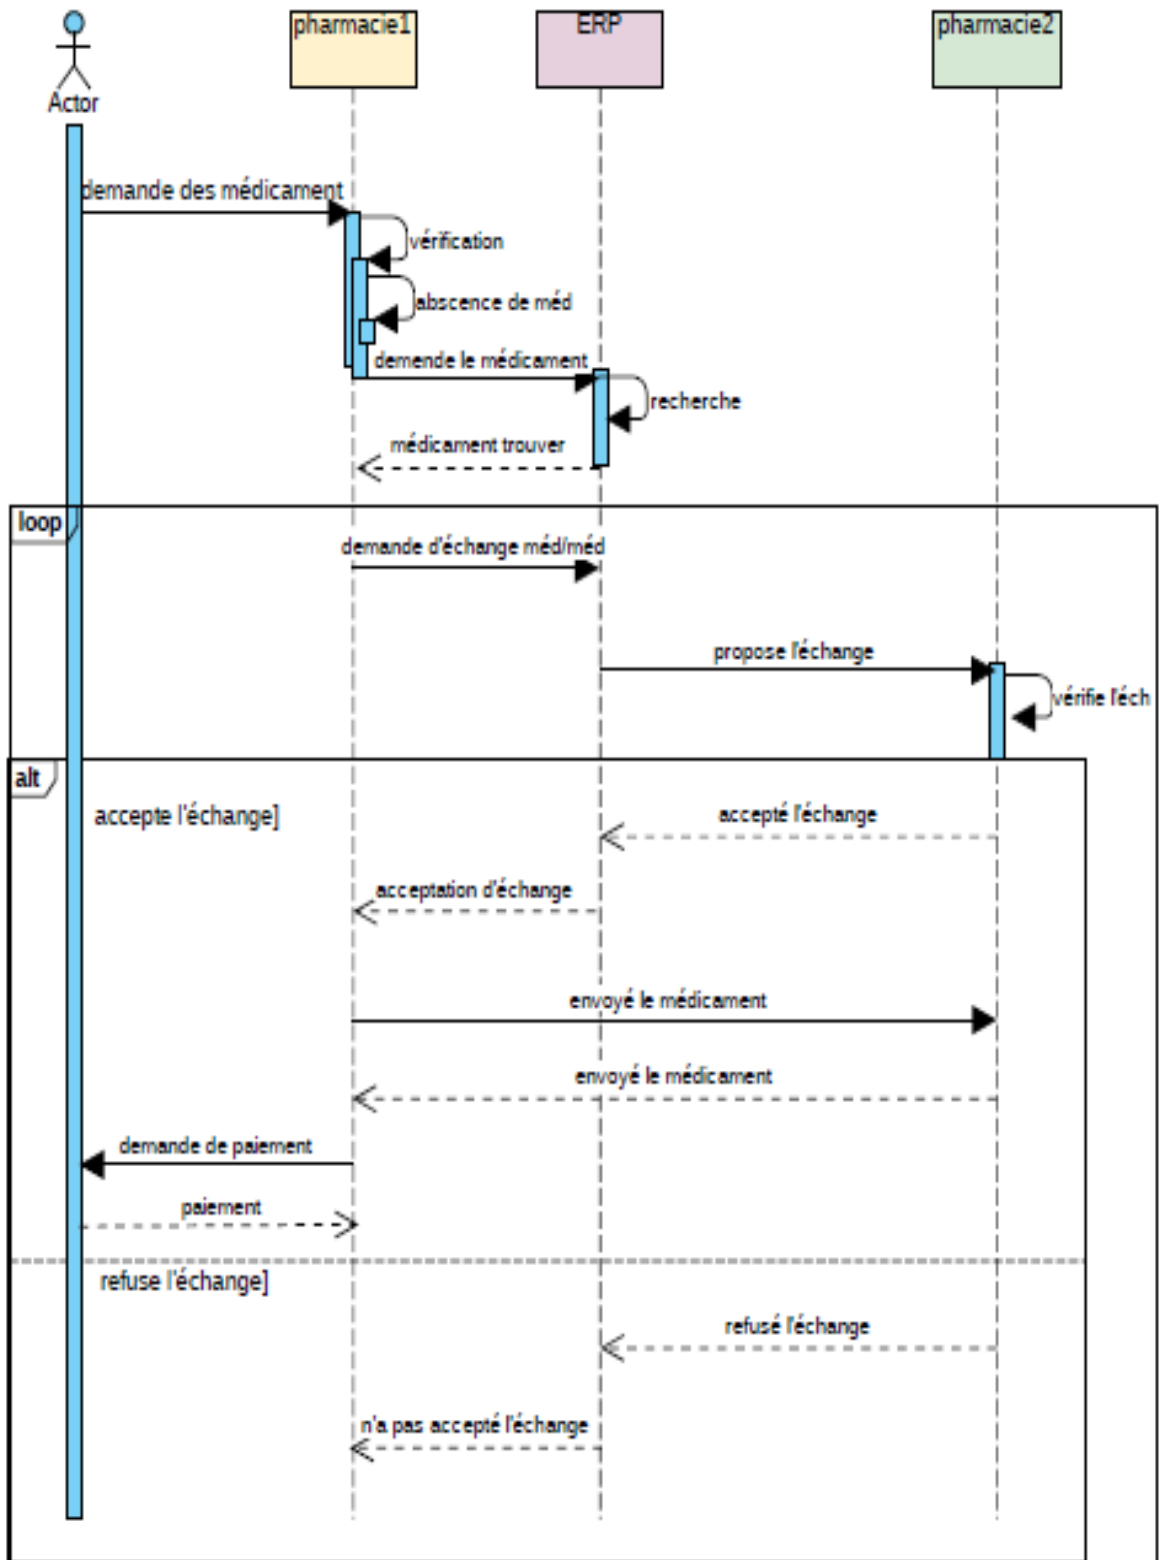 pharmacie1
ERP
pharmacie2
Actor
demande des médicament
vérification
abscence de méd
demende le médicament
recherche
médicament trouver
loop
demande d'échange méd/méd
propose l'échange
vérifie l'éch
alt
accepte l'échange]
accepté l'échange
acceptation d'échange
envoyé le médicament
envoyé le médicament
demande de paiement
paiement
refuse l'échange]
refusé l'échange
n'a pas accepté l'échange